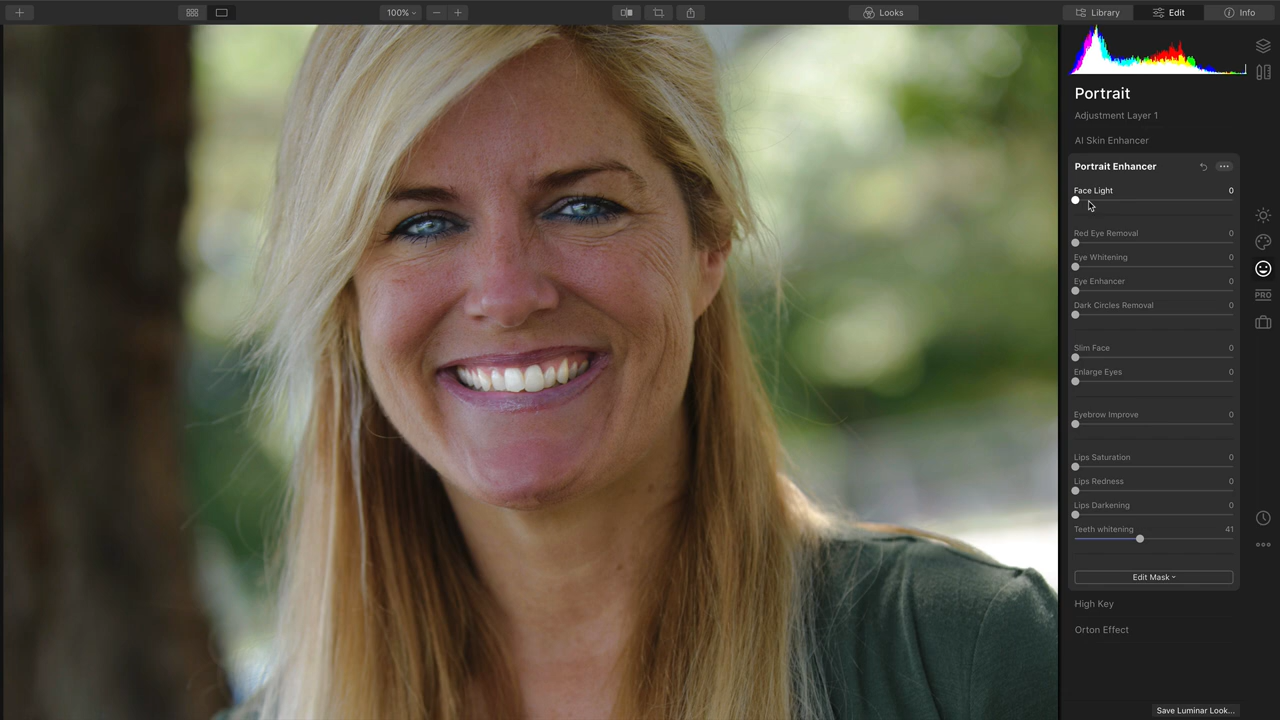 100%
Looks
Library
Edit
Info
Portrait
Adjustment Layer 1
AI Skin Enhancer
Portrait Enhancer
Face Light 0
Red Eye Removal 0
Eye Whitening 0
Eye Enhancer 0
Dark Circles Removal 0
Slim Face 0
Enlarge Eyes 0
Eyebrow Improve 0
Lips Saturation 0
Lips Redness 0
Lips Darkening 0
Teeth whitening 41
Edit Mask
High Key
Orton Effect
PRO
Save Luminar Look...